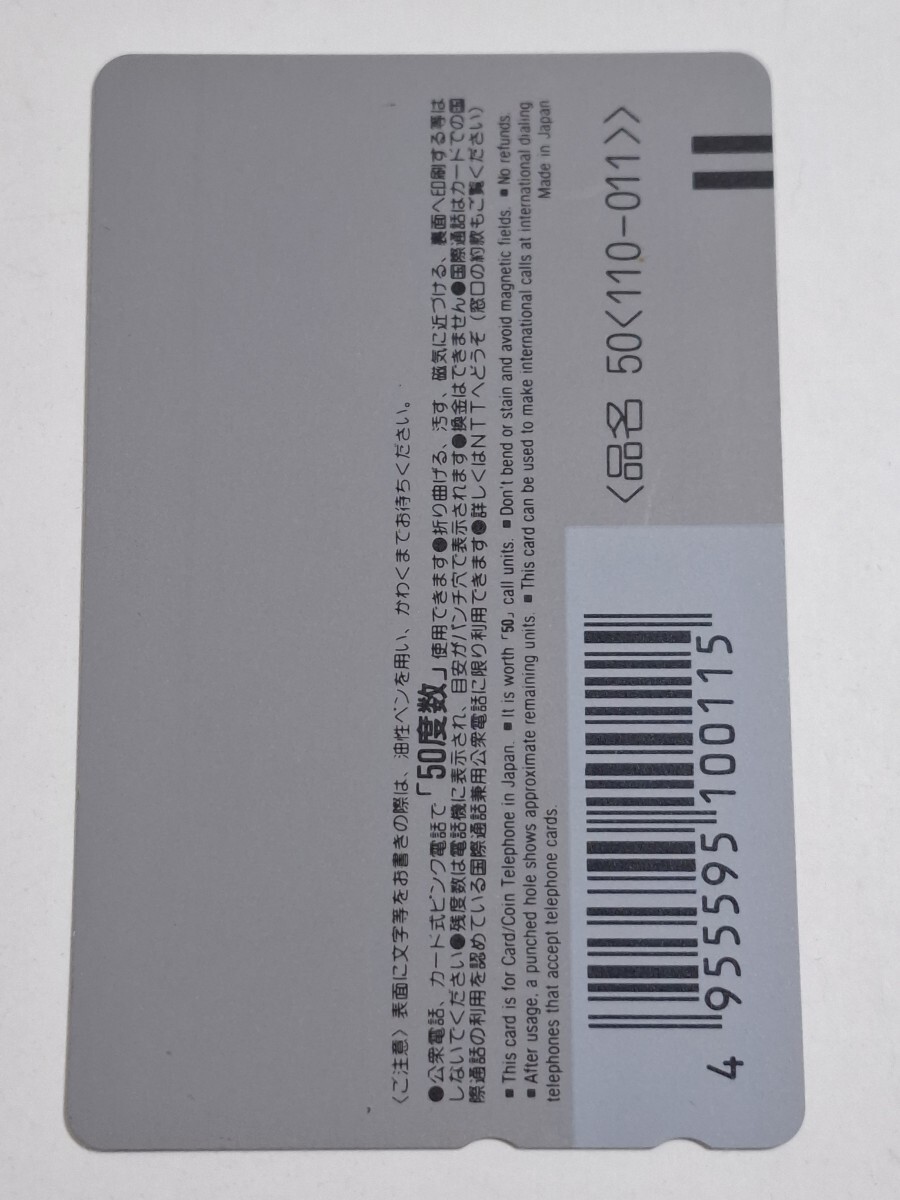 〈ご注意〉表面に文字等をお書きの際は、油性ペンを用い、かわくまでお待ちください。
●公衆電話、カード式ピンク電話で「50度数」使用できます●折り曲げる、汚す、磁気に近づける、裏面へ印刷する等は
しないでください●残度数は電話機に表示され、目安がパンチ穴で表示されます●換金はできません●国際通話はカードでの国
際通話の利用を認めている国際通話兼用公衆電話に限り利用できます●詳しくはNTTへどうぞ（窓口の約款もご覧ください）
■ This card is for Card/Coin Telephone in Japan. ■ It is worth「50」call units. ■ Don't bend or stain and avoid magnetic fields. ■ No refunds.
■ After usage, a punched hole shows approximate remaining units. ■ This card can be used to make international calls at international dialing
telephones that accept telephone cards.
Made in Japan
〈品名 50〈110-011〉〉
4 955595 100115